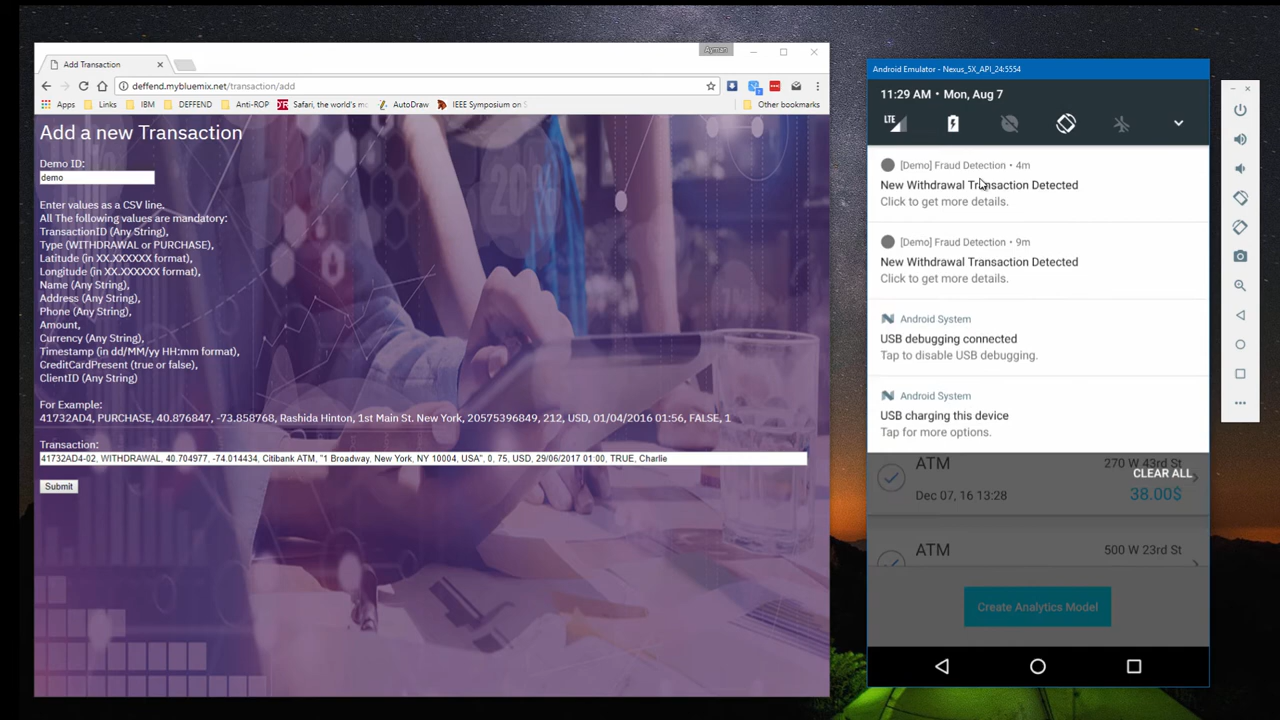 Ayman
Add Transaction
deffend.mybluemix.net/transaction/add
Apps Links IBM DEFFEND Anti-ROP Safari, the world's mo AutoDraw IEEE Symposium on S Other bookmarks
Add a new Transaction
Demo ID:
demo
Enter values as a CSV line.
All The following values are mandatory:
TransactionID (Any String),
Type (WITHDRAWAL or PURCHASE),
Latitude (in XX.XXXXXX format),
Longitude (in XX.XXXXXX format),
Name (Any String),
Address (Any String),
Phone (Any String),
Amount,
Currency (Any String),
Timestamp (in dd/MM/yy HH:mm format),
CreditCardPresent (true or false),
ClientID (Any String)
For Example:
41732AD4, PURCHASE, 40.876847, -73.858768, Rashida Hinton, 1st Main St. New York, 20575396849, 212, USD, 01/04/2016 01:56, FALSE, 1
Transaction:
41732AD4-02, WITHDRAWAL, 40.704977, -74.014434, Citibank ATM, "1 Broadway, New York, NY 10004, USA", 0, 75, USD, 29/06/2017 01:00, TRUE, Charlie
Submit
Android Emulator - Nexus_5X_API_24:5554
11:29 AM • Mon, Aug 7
LTE
[Demo] Fraud Detection • 4m
New Withdrawal Transaction Detected
Click to get more details.
[Demo] Fraud Detection • 9m
New Withdrawal Transaction Detected
Click to get more details.
Android System
USB debugging connected
Tap to disable USB debugging.
Android System
USB charging this device
Tap for more options.
ATM 270 W 43rd St
CLEAR ALL
Dec 07, 16 13:28 38.00$
ATM 500 W 23rd St
Create Analytics Model